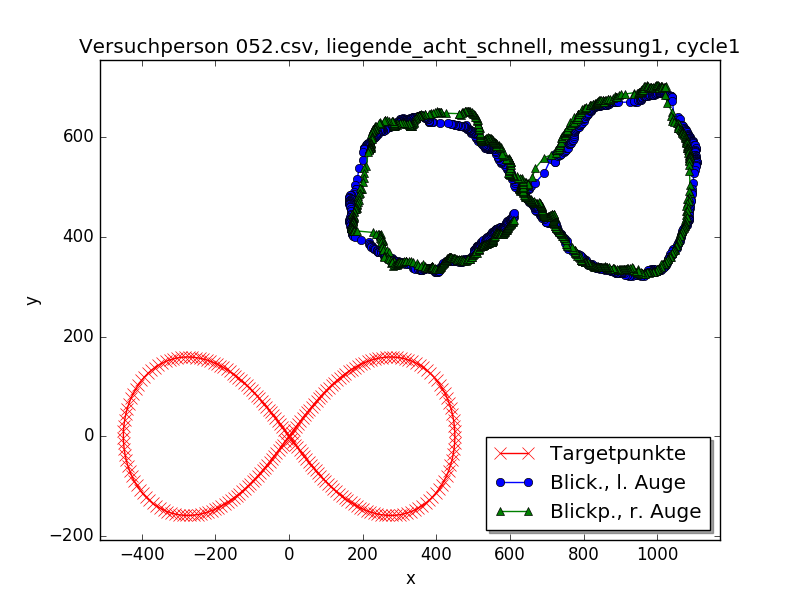 Versuchperson 052.csv, liegende_acht_schnell, messung1, cycle1
y
600
400
200
0
−200
−400
−200
0
200
400
600
800
1000
x
Targetpunkte
Blick., l. Auge
Blickp., r. Auge